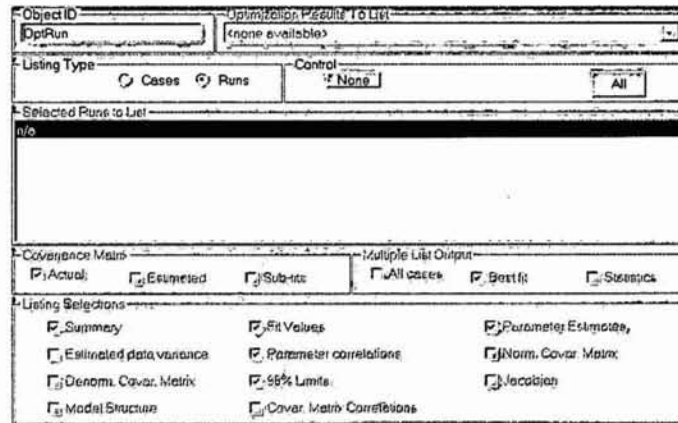 Object ID
Optimization Results To List
OptRun
<none available>
Listing Type
Cases
Runs
Control
None
All
Selected Runs to List
n/a
Covariance Matrix
Actual
Estimated
Multiple List Output
All cases
Best fit
Statistics
Listing Selections
Summary
Fit Values
Parameter Estimates
Estimated data variance
Parameter correlations
Norm. Covar. Matrix
Denorm. Covar. Matrix
Limits
Jacobian
Model Structure
Covar. Matrix Correlations